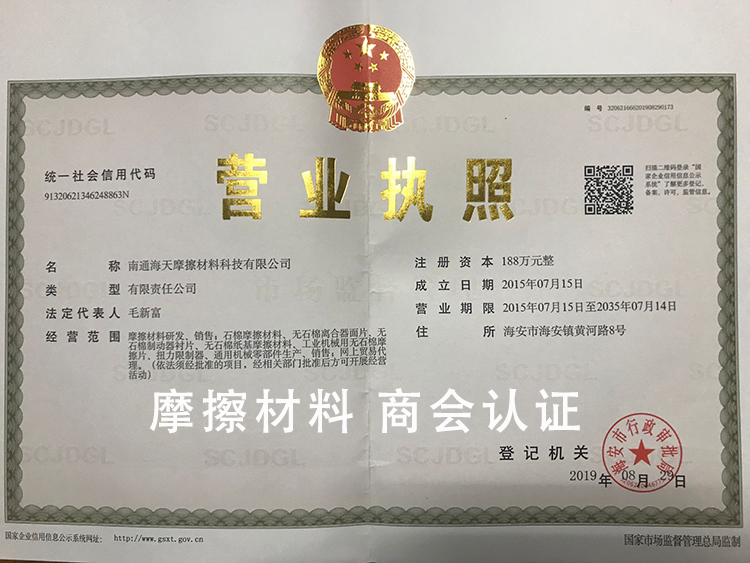 编 号 320621666201908290173
统一社会信用代码
91320621346248863N
营业执照
扫描二维码登录“国
家企业信用信息公示
系统”了解更多登记、
备案、许可、监管信息。
名 称 南通海天摩擦材料科技有限公司
类 型 有限责任公司
法定代表人 毛新富
经营范围 摩擦材料研发、销售；石棉摩擦材料、无石棉离合器面片、无
石棉制动器衬片、无石棉纸基摩擦材料、工业机械用无石棉摩
擦片、扭力限制器、通用机械零部件生产、销售；网上贸易代
理。（依法须经批准的项目，经相关部门批准后方可开展经营
活动）
注册资本 188万元整
成立日期 2015年07月15日
营业期限 2015年07月15日至2035年07月14日
住 所 海安市海安镇黄河路8号
摩擦材料 商会认证
登记机关
海安市行政审批局
2019年 08月 29日
国家企业信用信息公示系统网址： http://www.gsxt.gov.cn
国家市场监督管理总局监制
SCJDGL
市场监管